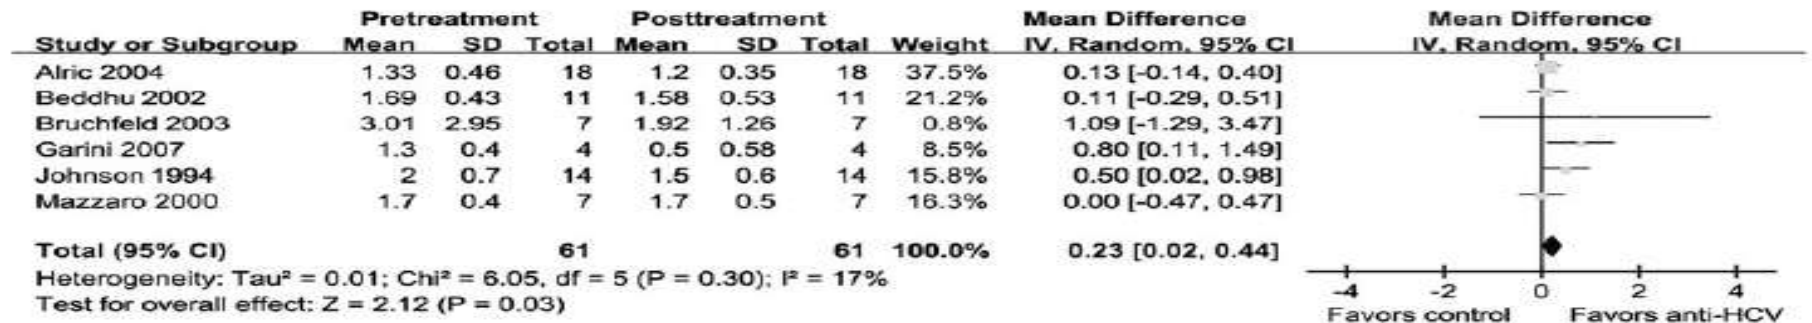 Pretreatment Posttreatment Mean Difference Mean Difference
Study or Subgroup Mean SD Total Mean SD Total Weight IV, Random, 95% CI IV, Random, 95% CI
Alric 2004 1.33 0.46 18 1.2 0.35 18 37.5% 0.13 [-0.14, 0.40]
Beddhu 2002 1.69 0.43 11 1.58 0.53 11 21.2% 0.11 [-0.29, 0.51]
Bruchfeld 2003 3.01 2.95 7 1.92 1.26 7 0.8% 1.09 [-1.29, 3.47]
Garini 2007 1.3 0.4 4 0.5 0.58 4 8.5% 0.80 [0.11, 1.49]
Johnson 1994 2 0.7 14 1.5 0.6 14 15.8% 0.50 [0.02, 0.98]
Mazzaro 2000 1.7 0.4 7 1.7 0.5 7 16.3% 0.00 [-0.47, 0.47]
Total (95% CI) 61 61 100.0% 0.23 [0.02, 0.44]
Heterogeneity: Tau² = 0.01; Chi² = 6.05, df = 5 (P = 0.30); I² = 17%
Test for overall effect: Z = 2.12 (P = 0.03)
-4 -2 0 2 4
Favors control Favors anti-HCV